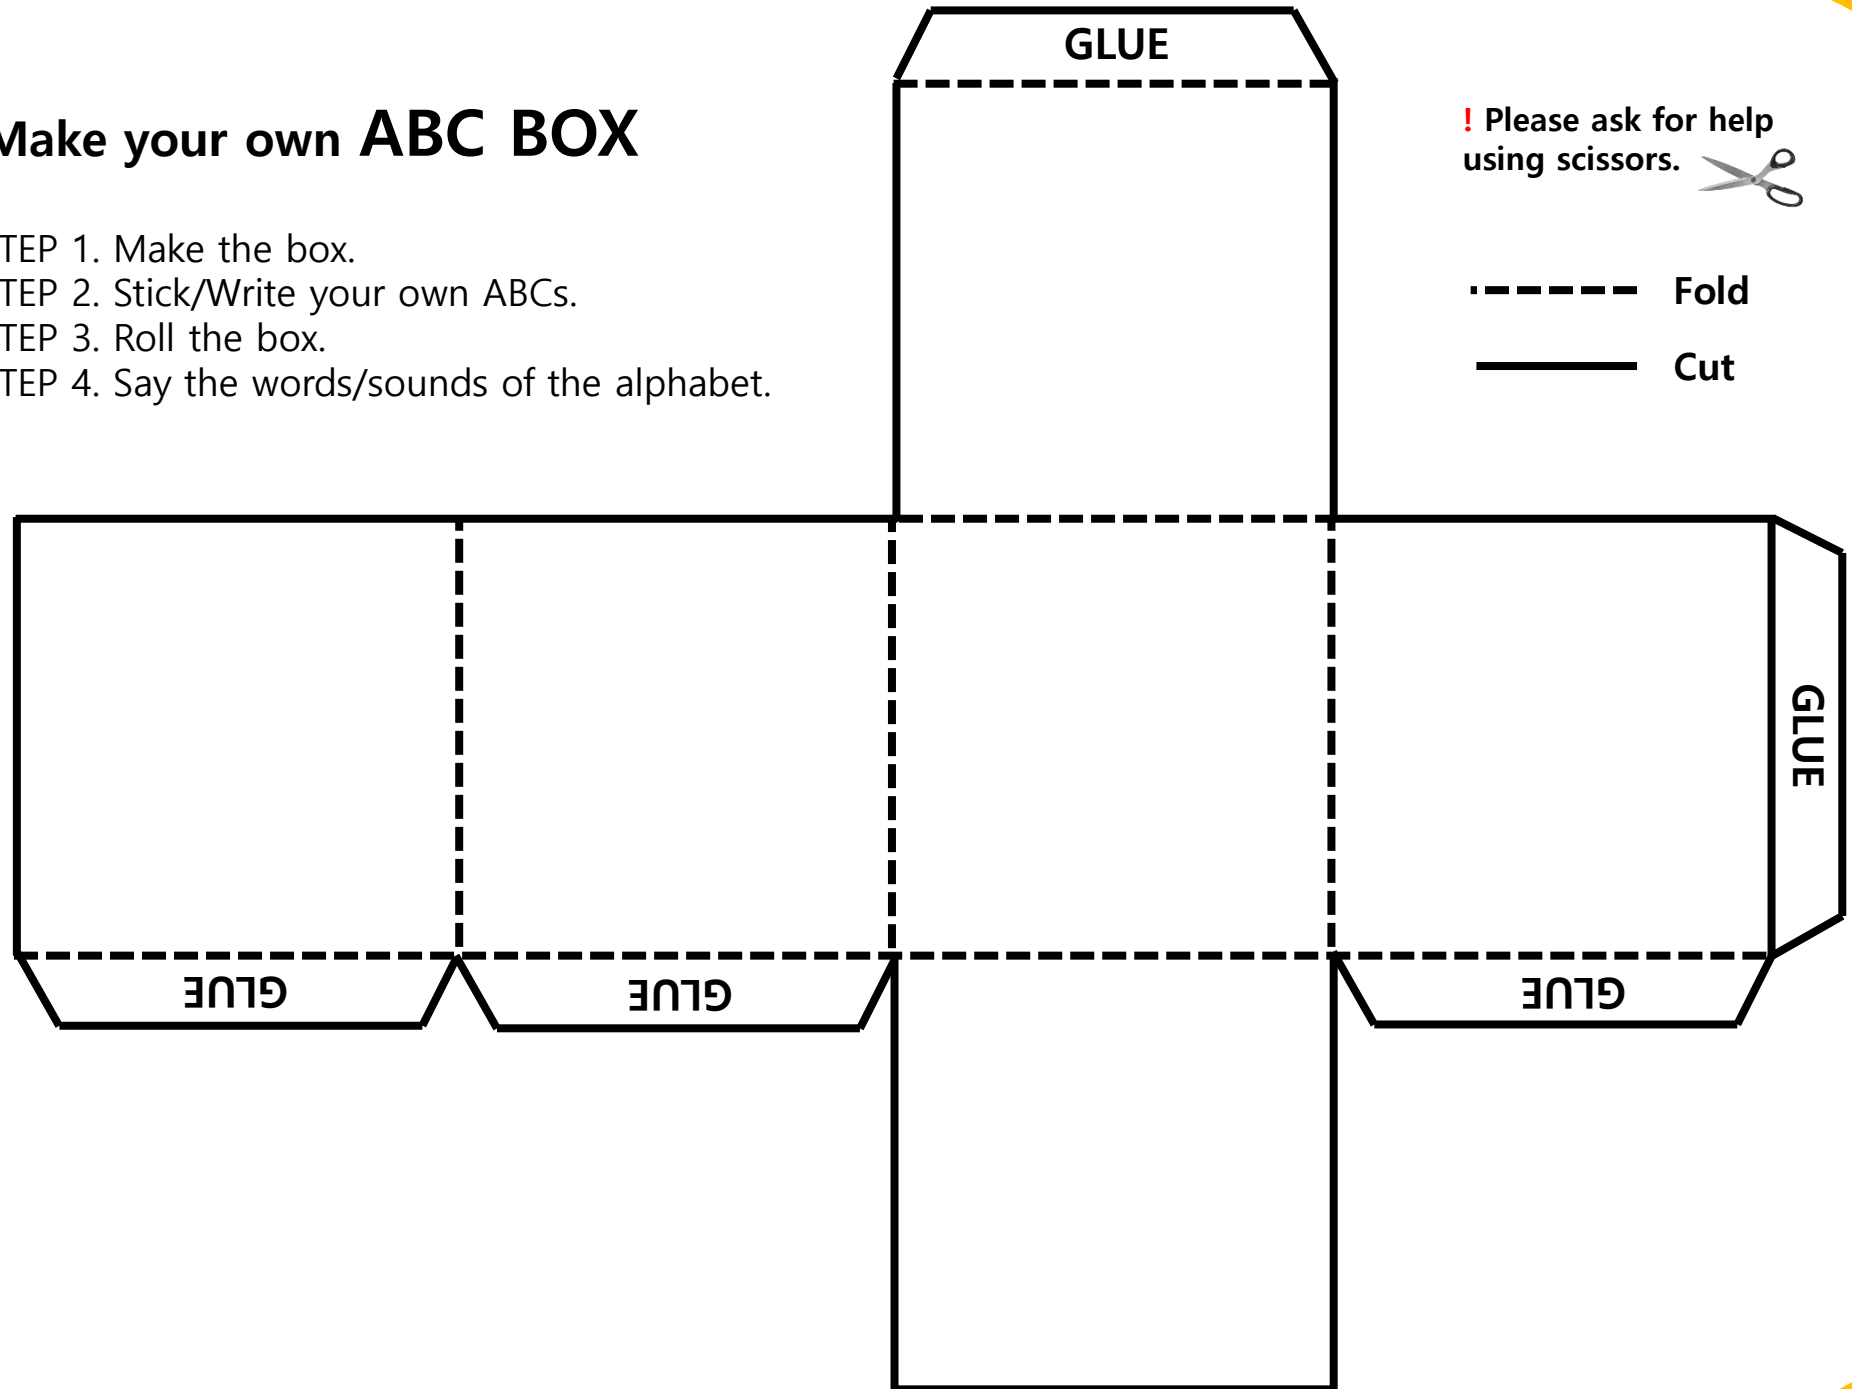 GLUE
Make your own ABC BOX
! Please ask for help
using scissors.
TEP 1. Make the box.
TEP 2. Stick/Write your own ABCs.
TEP 3. Roll the box.
TEP 4. Say the words/sounds of the alphabet.
Fold
Cut
GLUE
GLUE
GLUE
GLUE